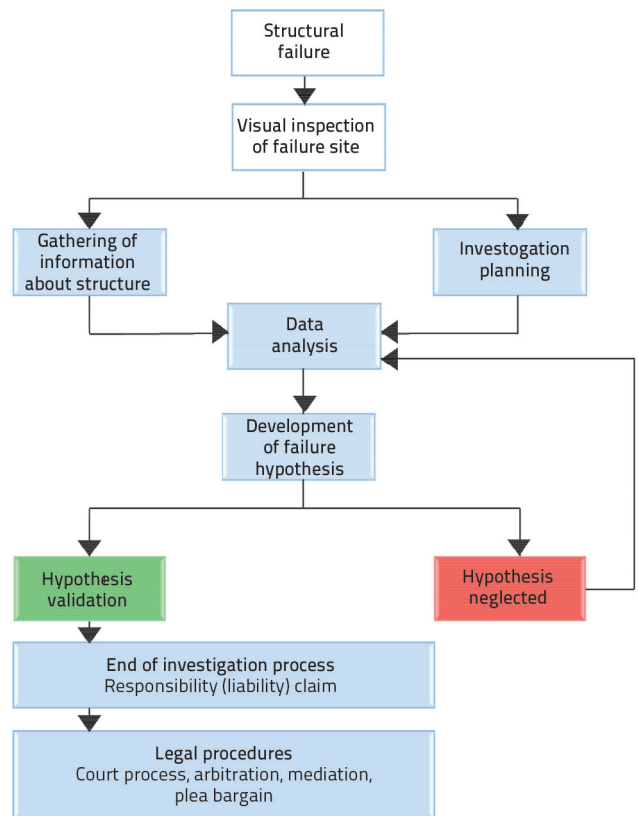 Structural
failure
Visual inspection
of failure site
Gathering of
information
about structure
Investogation
planning
Data
analysis
Development
of failure
hypothesis
Hypothesis
validation
Hypothesis
neglected
End of investigation process
Responsibility (liability) claim
Legal procedures
Court process, arbitration, mediation,
plea bargain